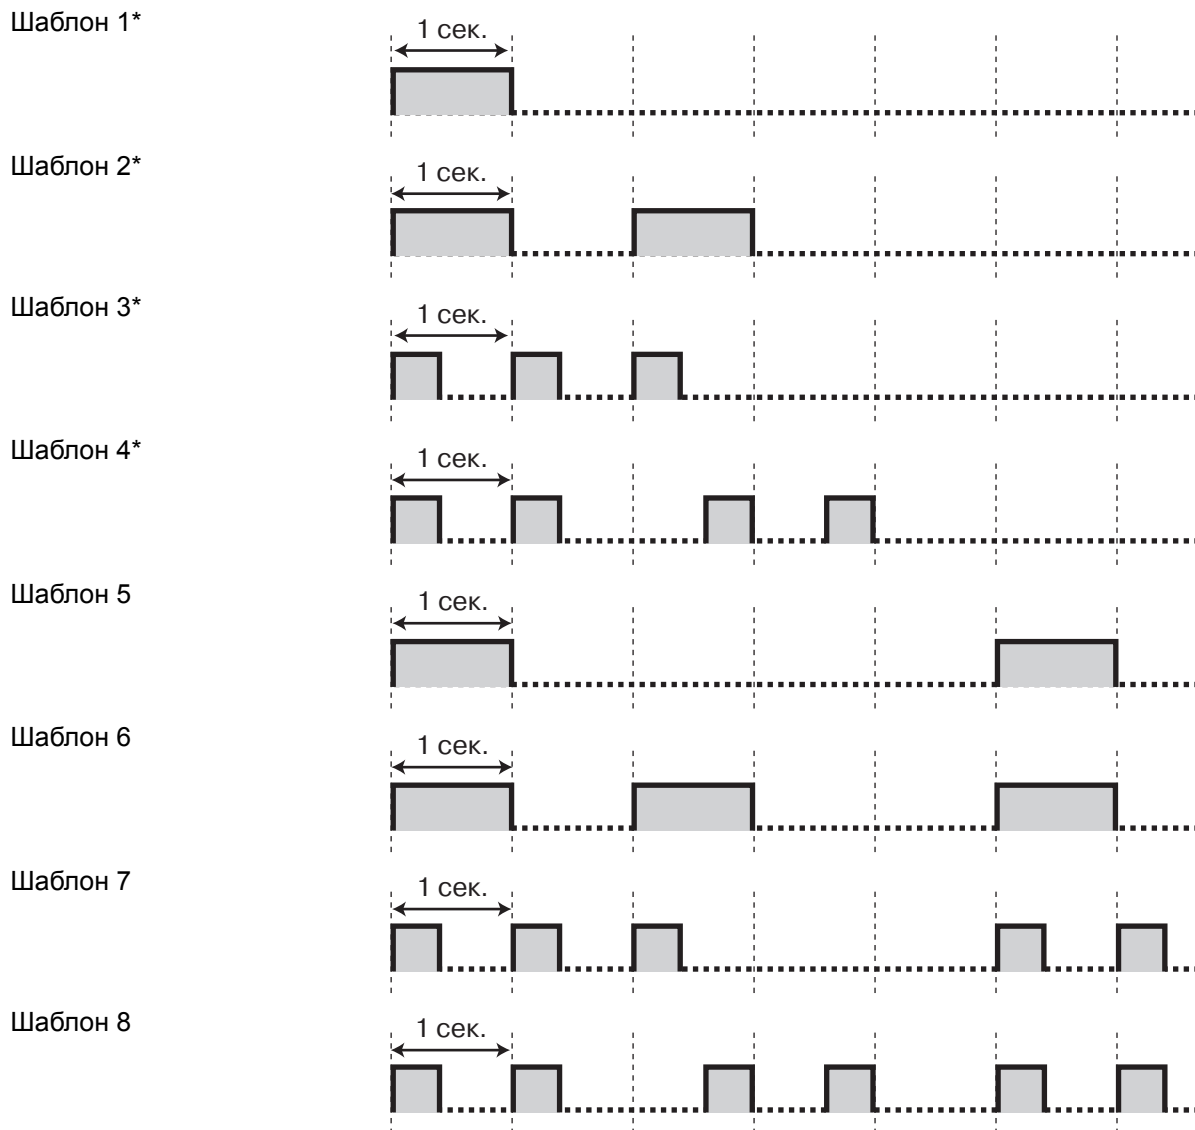 Шаблон 1*
1 сек.
Шаблон 2*
1 сек.
Шаблон 3*
1 сек.
Шаблон 4*
1 сек.
Шаблон 5
1 сек.
Шаблон 6
1 сек.
Шаблон 7
1 сек.
Шаблон 8
1 сек.